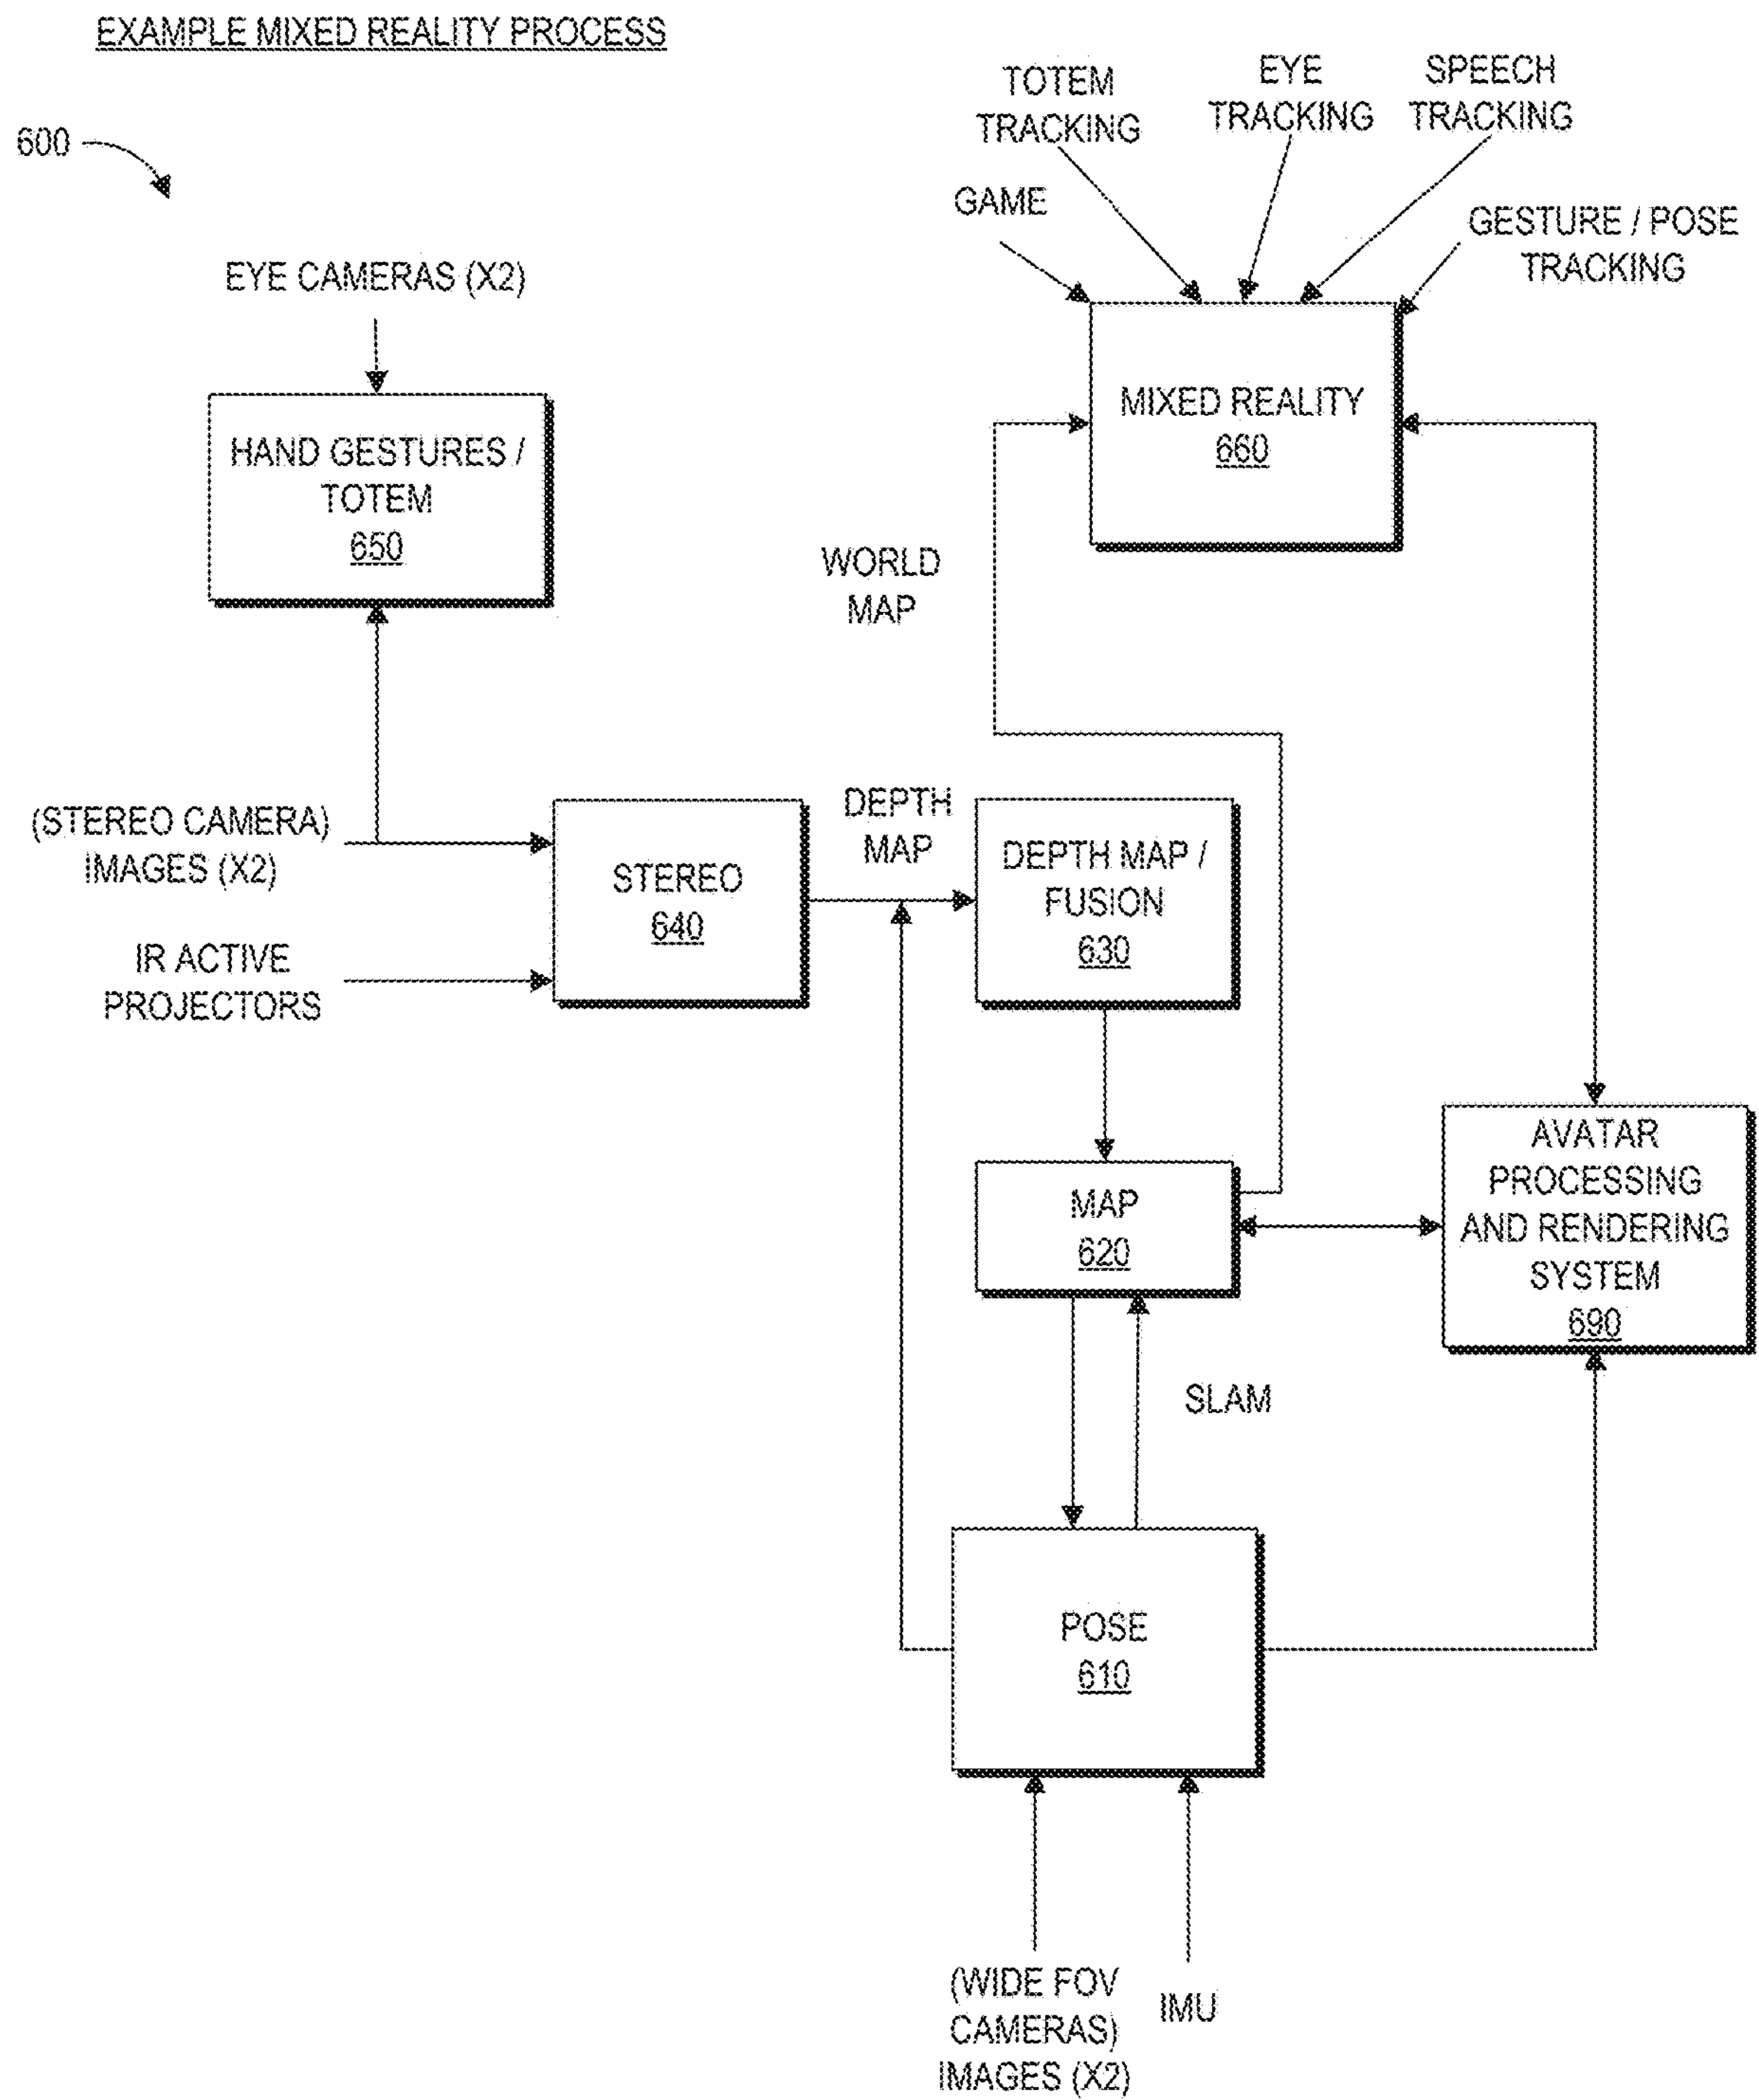 EXAMPLE MIXED REALITY PROCESS
600
TOTEM
TRACKING
EYE
TRACKING
SPEECH
TRACKING
GAME
GESTURE / POSE
TRACKING
EYE CAMERAS (X2)
HAND GESTURES /
TOTEM
650
MIXED REALITY
660
WORLD
MAP
(STEREO CAMERA)
IMAGES (X2)
IR ACTIVE
PROJECTORS
STEREO
640
DEPTH
MAP
DEPTH MAP /
FUSION
630
MAP
620
AVATAR
PROCESSING
AND RENDERING
SYSTEM
690
SLAM
POSE
610
(WIDE FOV
CAMERAS)
IMAGES (X2)
IMU